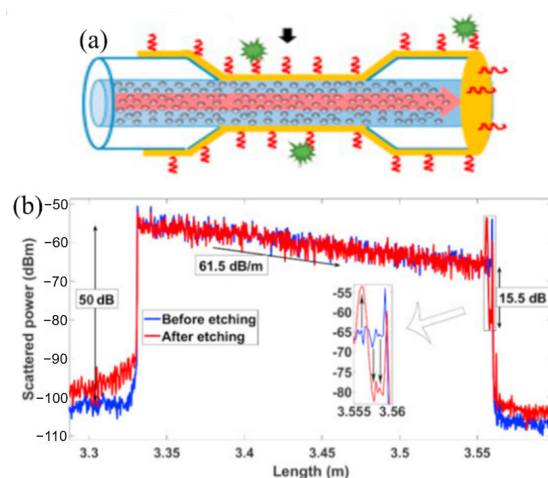 (a)
(b)
-50
-60
-70
-80
-90
-100
-110
Scattered power (dBm)
50 dB
61.5 dB/m
15.5 dB
Before etching
After etching
-55
-60
-65
-70
-75
-80
3.555
3.56
3.3
3.35
3.4
3.45
3.5
3.55
Length (m)